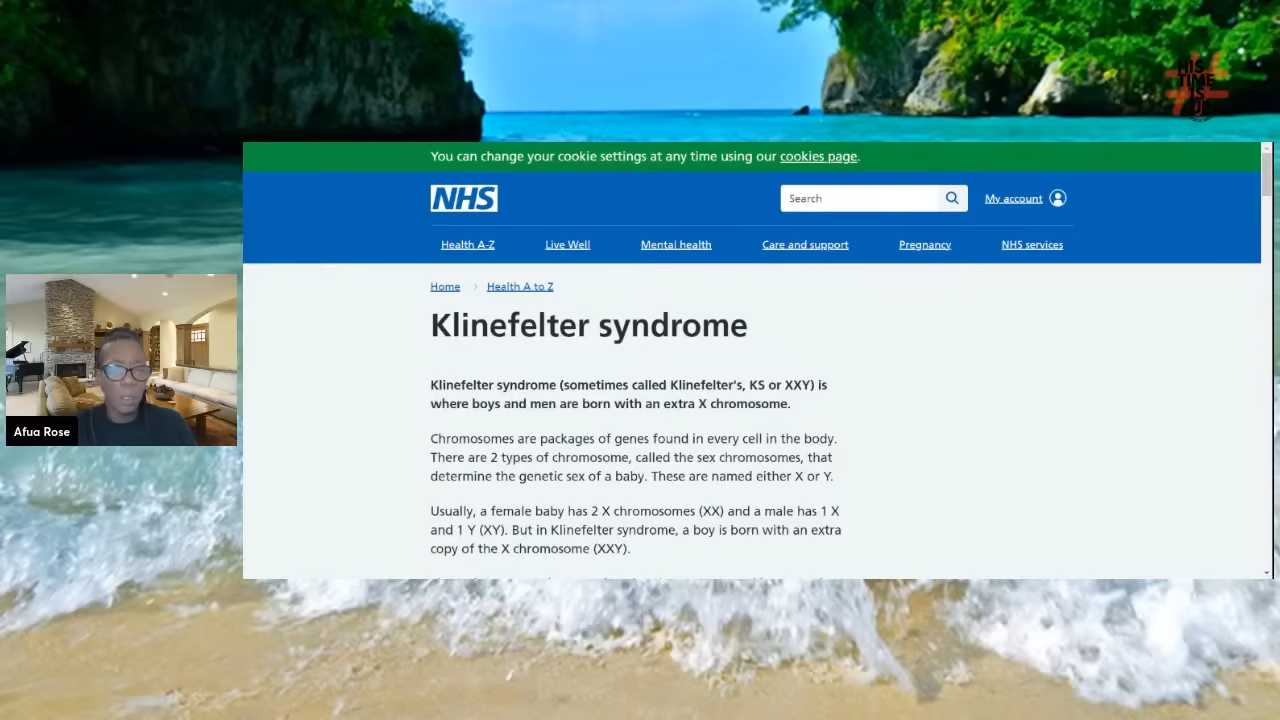 HIS
TIME
IS
You can change your cookie settings at any time using our cookies page.
NHS
Search
My account
Health A-Z
Live Well
Mental health
Care and support
Pregnancy
NHS services
Home
Health A to Z
Klinefelter syndrome
Klinefelter syndrome (sometimes called Klinefelter's, KS or XXY) is
where boys and men are born with an extra X chromosome.
Chromosomes are packages of genes found in every cell in the body.
There are 2 types of chromosome, called the sex chromosomes, that
determine the genetic sex of a baby. These are named either X or Y.
Usually, a female baby has 2 X chromosomes (XX) and a male has 1 X
and 1 Y (XY). But in Klinefelter syndrome, a boy is born with an extra
copy of the X chromosome (XXY).
Afua Rose